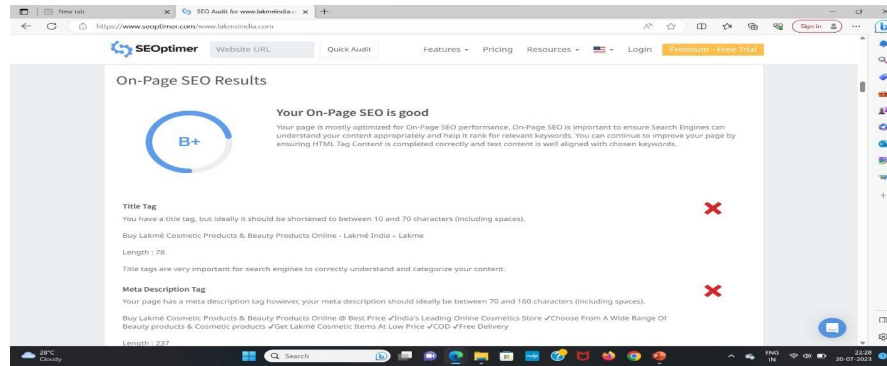 New tab
SEO Audit for www.lakmeindia.c
https://www.seoptimer.com/www.lakmeindia.com
Sign in
SEOptimer
Website URL
Quick Audit
Features
Pricing
Resources
Login
Premium - Free Trial
On-Page SEO Results
B+
Your On-Page SEO is good
Your page is mostly optimized for On-Page SEO performance. On-Page SEO is important to ensure Search Engines can
understand your content appropriately and help it rank for relevant keywords. You can continue to improve your page by
ensuring HTML Tag Content is completed correctly and text content is well aligned with chosen keywords.
Title Tag
You have a title tag, but ideally it should be shortened to between 10 and 70 characters (including spaces).
Buy Lakmé Cosmetic Products & Beauty Products Online - Lakmé India – Lakme
Length : 78
Title tags are very important for search engines to correctly understand and categorize your content.
Meta Description Tag
Your page has a meta description tag however, your meta description should ideally be between 70 and 160 characters (including spaces).
Buy Lakmé Cosmetic Products & Beauty Products Online @ Best Price ✓India's Leading Online Cosmetics Store ✓Choose From A Wide Range Of
Beauty products & Cosmetic products ✓Get Lakmé Cosmetic Items At Low Price ✓COD ✓Free Delivery
Length : 237
28°C
Cloudy
Search
ENG
IN
22:28
20-07-2023